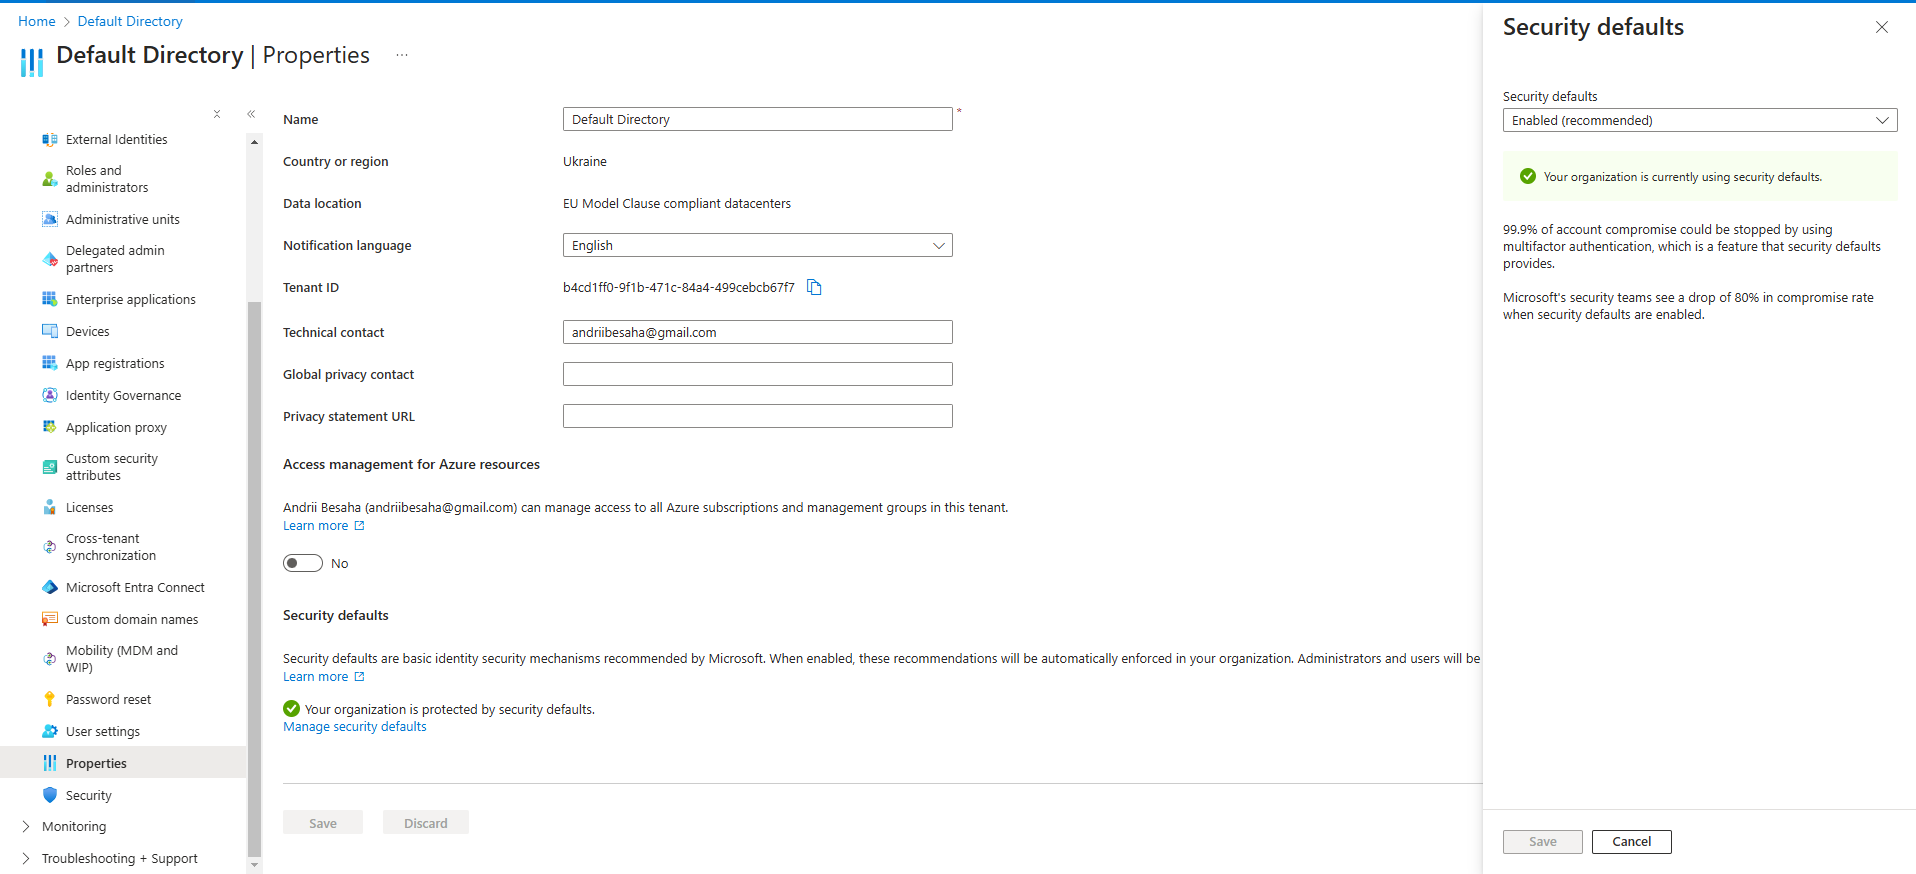 Home > Default Directory
Default Directory | Properties ...
External Identities
Roles and
administrators
Administrative units
Delegated admin
partners
Enterprise applications
Devices
App registrations
Identity Governance
Application proxy
Custom security
attributes
Licenses
Cross-tenant
synchronization
Microsoft Entra Connect
Custom domain names
Mobility (MDM and
WIP)
Password reset
User settings
Properties
Security
Monitoring
Troubleshooting + Support
Name
Default Directory *
Country or region
Ukraine
Data location
EU Model Clause compliant datacenters
Notification language
English
Tenant ID
b4cd1ff0-9f1b-471c-84a4-499cebcb67f7
Technical contact
andriibesaha@gmail.com
Global privacy contact
Privacy statement URL
Access management for Azure resources
Andrii Besaha (andriibesaha@gmail.com) can manage access to all Azure subscriptions and management groups in this tenant.
Learn more
No
Security defaults
Security defaults are basic identity security mechanisms recommended by Microsoft. When enabled, these recommendations will be automatically enforced in your organization. Administrators and users will be
Learn more
Your organization is protected by security defaults.
Manage security defaults
Save
Discard
Security defaults
Security defaults
Enabled (recommended)
Your organization is currently using security defaults.
99.9% of account compromise could be stopped by using
multifactor authentication, which is a feature that security defaults
provides.
Microsoft's security teams see a drop of 80% in compromise rate
when security defaults are enabled.
Save
Cancel